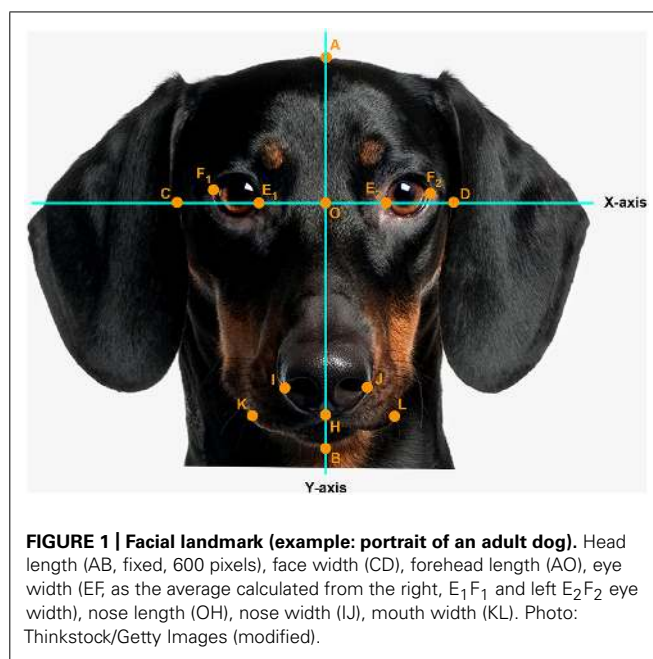 A
F1
F2
C
E1
E2
D
O
X-axis
I
J
K
L
H
B
Y-axis
FIGURE 1 | Facial landmark (example: portrait of an adult dog). Head
length (AB, fixed, 600 pixels), face width (CD), forehead length (AO), eye
width (EF, as the average calculated from the right, E1F1 and left E2F2 eye
width), nose length (OH), nose width (IJ), mouth width (KL). Photo:
Thinkstock/Getty Images (modified).